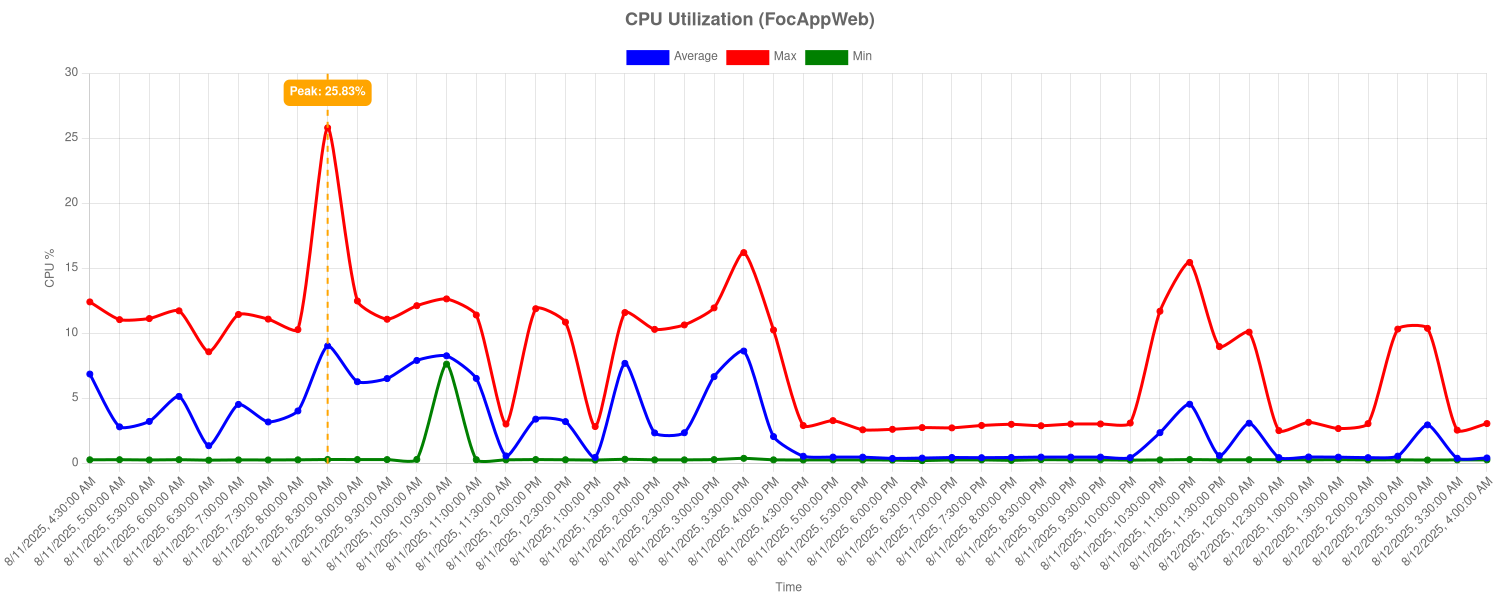 CPU Utilization (FocAppWeb)
Average Max Min
30
Peak: 25.83%
25
20
15
10
5
0
CPU %
8/11/2025, 4:30:00 AM
8/11/2025, 5:00:00 AM
8/11/2025, 5:30:00 AM
8/11/2025, 6:00:00 AM
8/11/2025, 6:30:00 AM
8/11/2025, 7:00:00 AM
8/11/2025, 7:30:00 AM
8/11/2025, 8:00:00 AM
8/11/2025, 8:30:00 AM
8/11/2025, 9:00:00 AM
8/11/2025, 9:30:00 AM
8/11/2025, 10:00:00 AM
8/11/2025, 10:30:00 AM
8/11/2025, 11:00:00 AM
8/11/2025, 11:30:00 AM
8/11/2025, 12:00:00 PM
8/11/2025, 12:30:00 PM
8/11/2025, 1:00:00 PM
8/11/2025, 1:30:00 PM
8/11/2025, 2:00:00 PM
8/11/2025, 2:30:00 PM
8/11/2025, 3:00:00 PM
8/11/2025, 3:30:00 PM
8/11/2025, 4:00:00 PM
8/11/2025, 4:30:00 PM
8/11/2025, 5:00:00 PM
8/11/2025, 5:30:00 PM
8/11/2025, 6:00:00 PM
8/11/2025, 6:30:00 PM
8/11/2025, 7:00:00 PM
8/11/2025, 7:30:00 PM
8/11/2025, 8:00:00 PM
8/11/2025, 8:30:00 PM
8/11/2025, 9:00:00 PM
8/11/2025, 9:30:00 PM
8/11/2025, 10:00:00 PM
8/11/2025, 10:30:00 PM
8/11/2025, 11:00:00 PM
8/11/2025, 11:30:00 PM
8/12/2025, 12:00:00 AM
8/12/2025, 12:30:00 AM
8/12/2025, 1:00:00 AM
8/12/2025, 1:30:00 AM
8/12/2025, 2:00:00 AM
8/12/2025, 2:30:00 AM
8/12/2025, 3:00:00 AM
8/12/2025, 3:30:00 AM
8/12/2025, 4:00:00 AM
Time